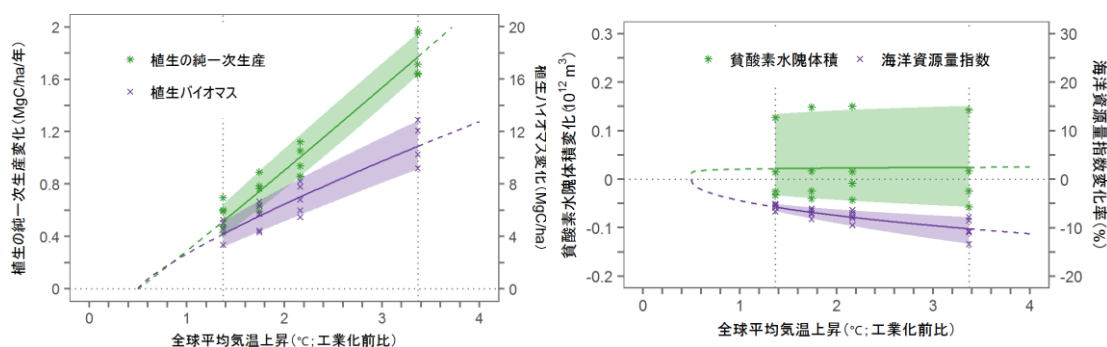 植生の純一次生産変化(MgC/ha/年)
2
1.6
1.2
0.8
0.4
0
植生の純一次生産
植生バイオマス
20
16
12
8
4
0
植生バイオマス変化(MgC/ha)
0 1 2 3 4
全球平均気温上昇(℃;工業化前比)
貧酸素水隗体積変化(10¹² m³)
0.3
0.2
0.1
0
-0.1
-0.2
貧酸素水隗体積 海洋資源量指数
30
20
10
0
-10
-20
海洋資源量指数変化率(%)
0 1 2 3 4
全球平均気温上昇(℃;工業化前比)